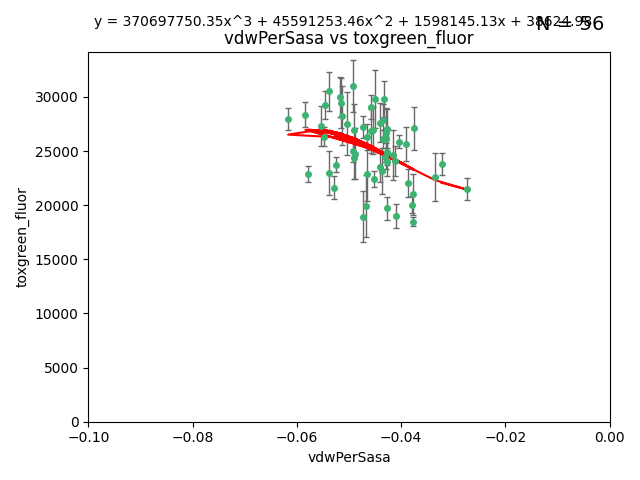 y = 370697750.35x^3 + 45591253.46x^2 + 1598145.13x + 38624.98
N = 56
vdwPerSasa vs toxgreen_fluor
30000
25000
20000
15000
10000
5000
0
toxgreen_fluor
−0.10 −0.08 −0.06 −0.04 −0.02 0.00
vdwPerSasa